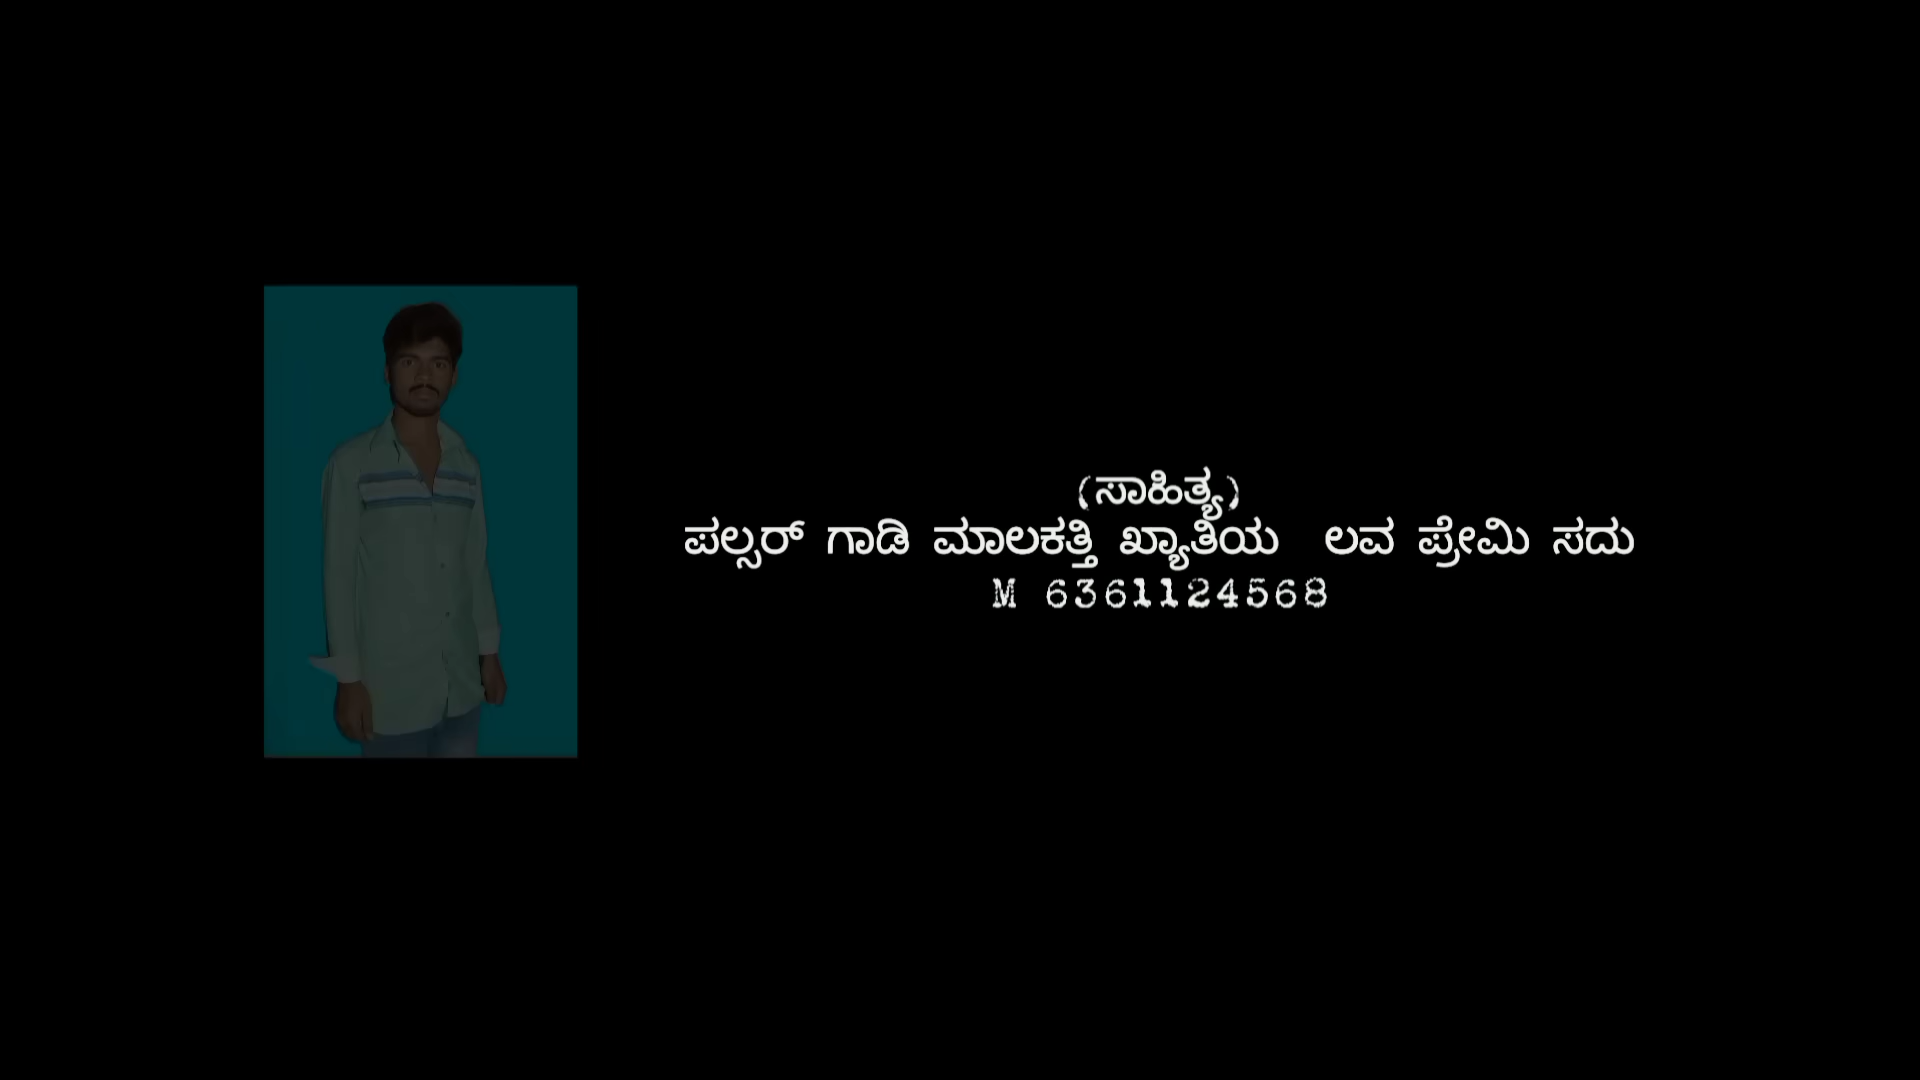 (ಸಾಹಿತ್ಯ)
ಪಲ್ಸರ್ ಗಾಡಿ ಮಾಲಕತ್ತಿ ಖ್ಯಾತಿಯ ಲವ ಪ್ರೇಮಿ ಸದು
M 6361124568